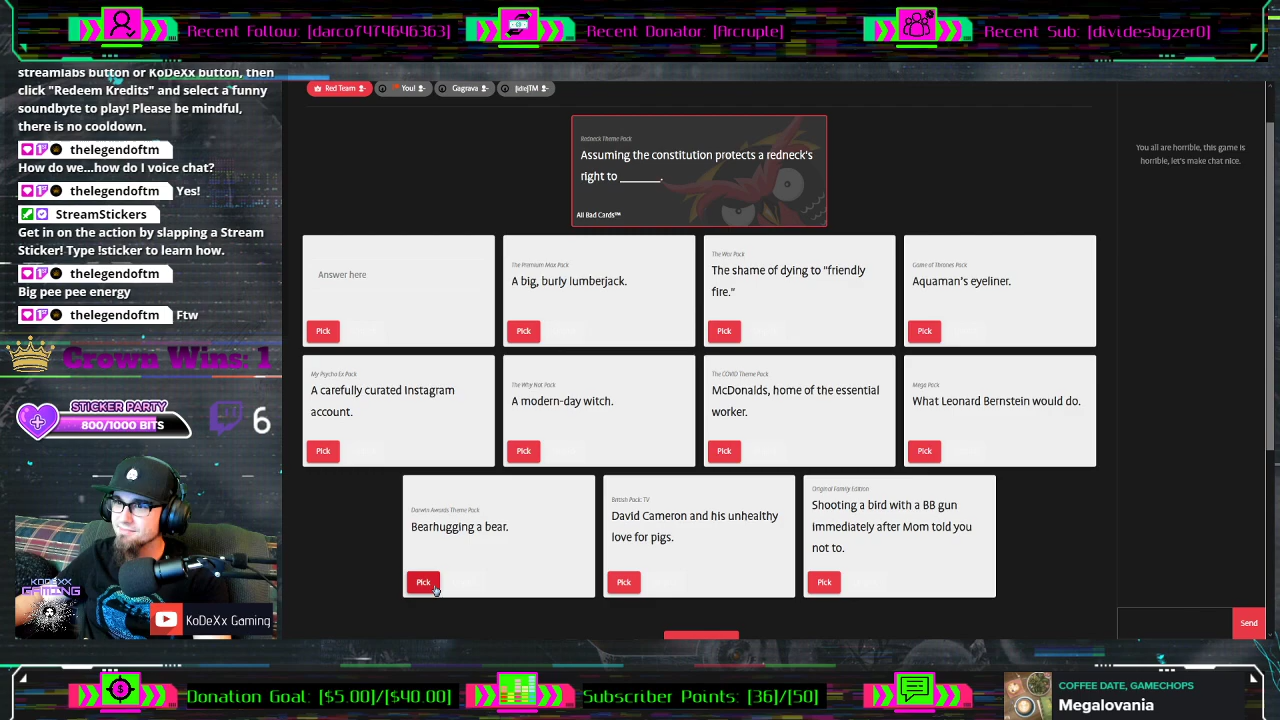 Recent Follow: [darco7474646363]
Recent Donator: [Arcruple]
Recent Sub: [dividesbyzer0]
streamlabs button or KoDeXx button, then
click "Redeem Kredits" and select a funny
soundbyte to play! Please be mindful,
there is no cooldown.
thelegendoftm
How do we...how do I voice chat?
thelegendoftm Yes!
StreamStickers
Get in on the action by slapping a Stream
Sticker! Type !sticker to learn how.
thelegendoftm
Big pee pee energy
thelegendoftm Ftw
Crown Wins: 1
STICKER PARTY
800/1000 BITS
6
KODEXX
GAMING
KoDeXx Gaming
Red Team
You!
Gagrava
Redneck Theme Pack
Assuming the constitution protects a redneck's
right to ______.
All Bad Cards™
Answer here
Pick
The Premium Max Pack
A big, burly lumberjack.
Pick
The War Pack
The shame of dying to "friendly
fire."
Pick
Game of Thrones Pack
Aquaman's eyeliner.
Pick
My Psycho Ex Pack
A carefully curated Instagram
account.
Pick
The Why Not Pack
A modern-day witch.
Pick
The COVID Theme Pack
McDonalds, home of the essential
worker.
Pick
Mega Pack
What Leonard Bernstein would do.
Pick
Darwin Awards Theme Pack
Bearhugging a bear.
Pick
British Pack: TV
David Cameron and his unhealthy
love for pigs.
Pick
Original Family Edition
Shooting a bird with a BB gun
immediately after Mom told you
not to.
Pick
You all are horrible, this game is
horrible, let's make chat nice.
Send
Donation Goal: [$5.00]/[$40.00]
Subscriber Points: [36]/[50]
COFFEE DATE, GAMECHOPS
Megalovania